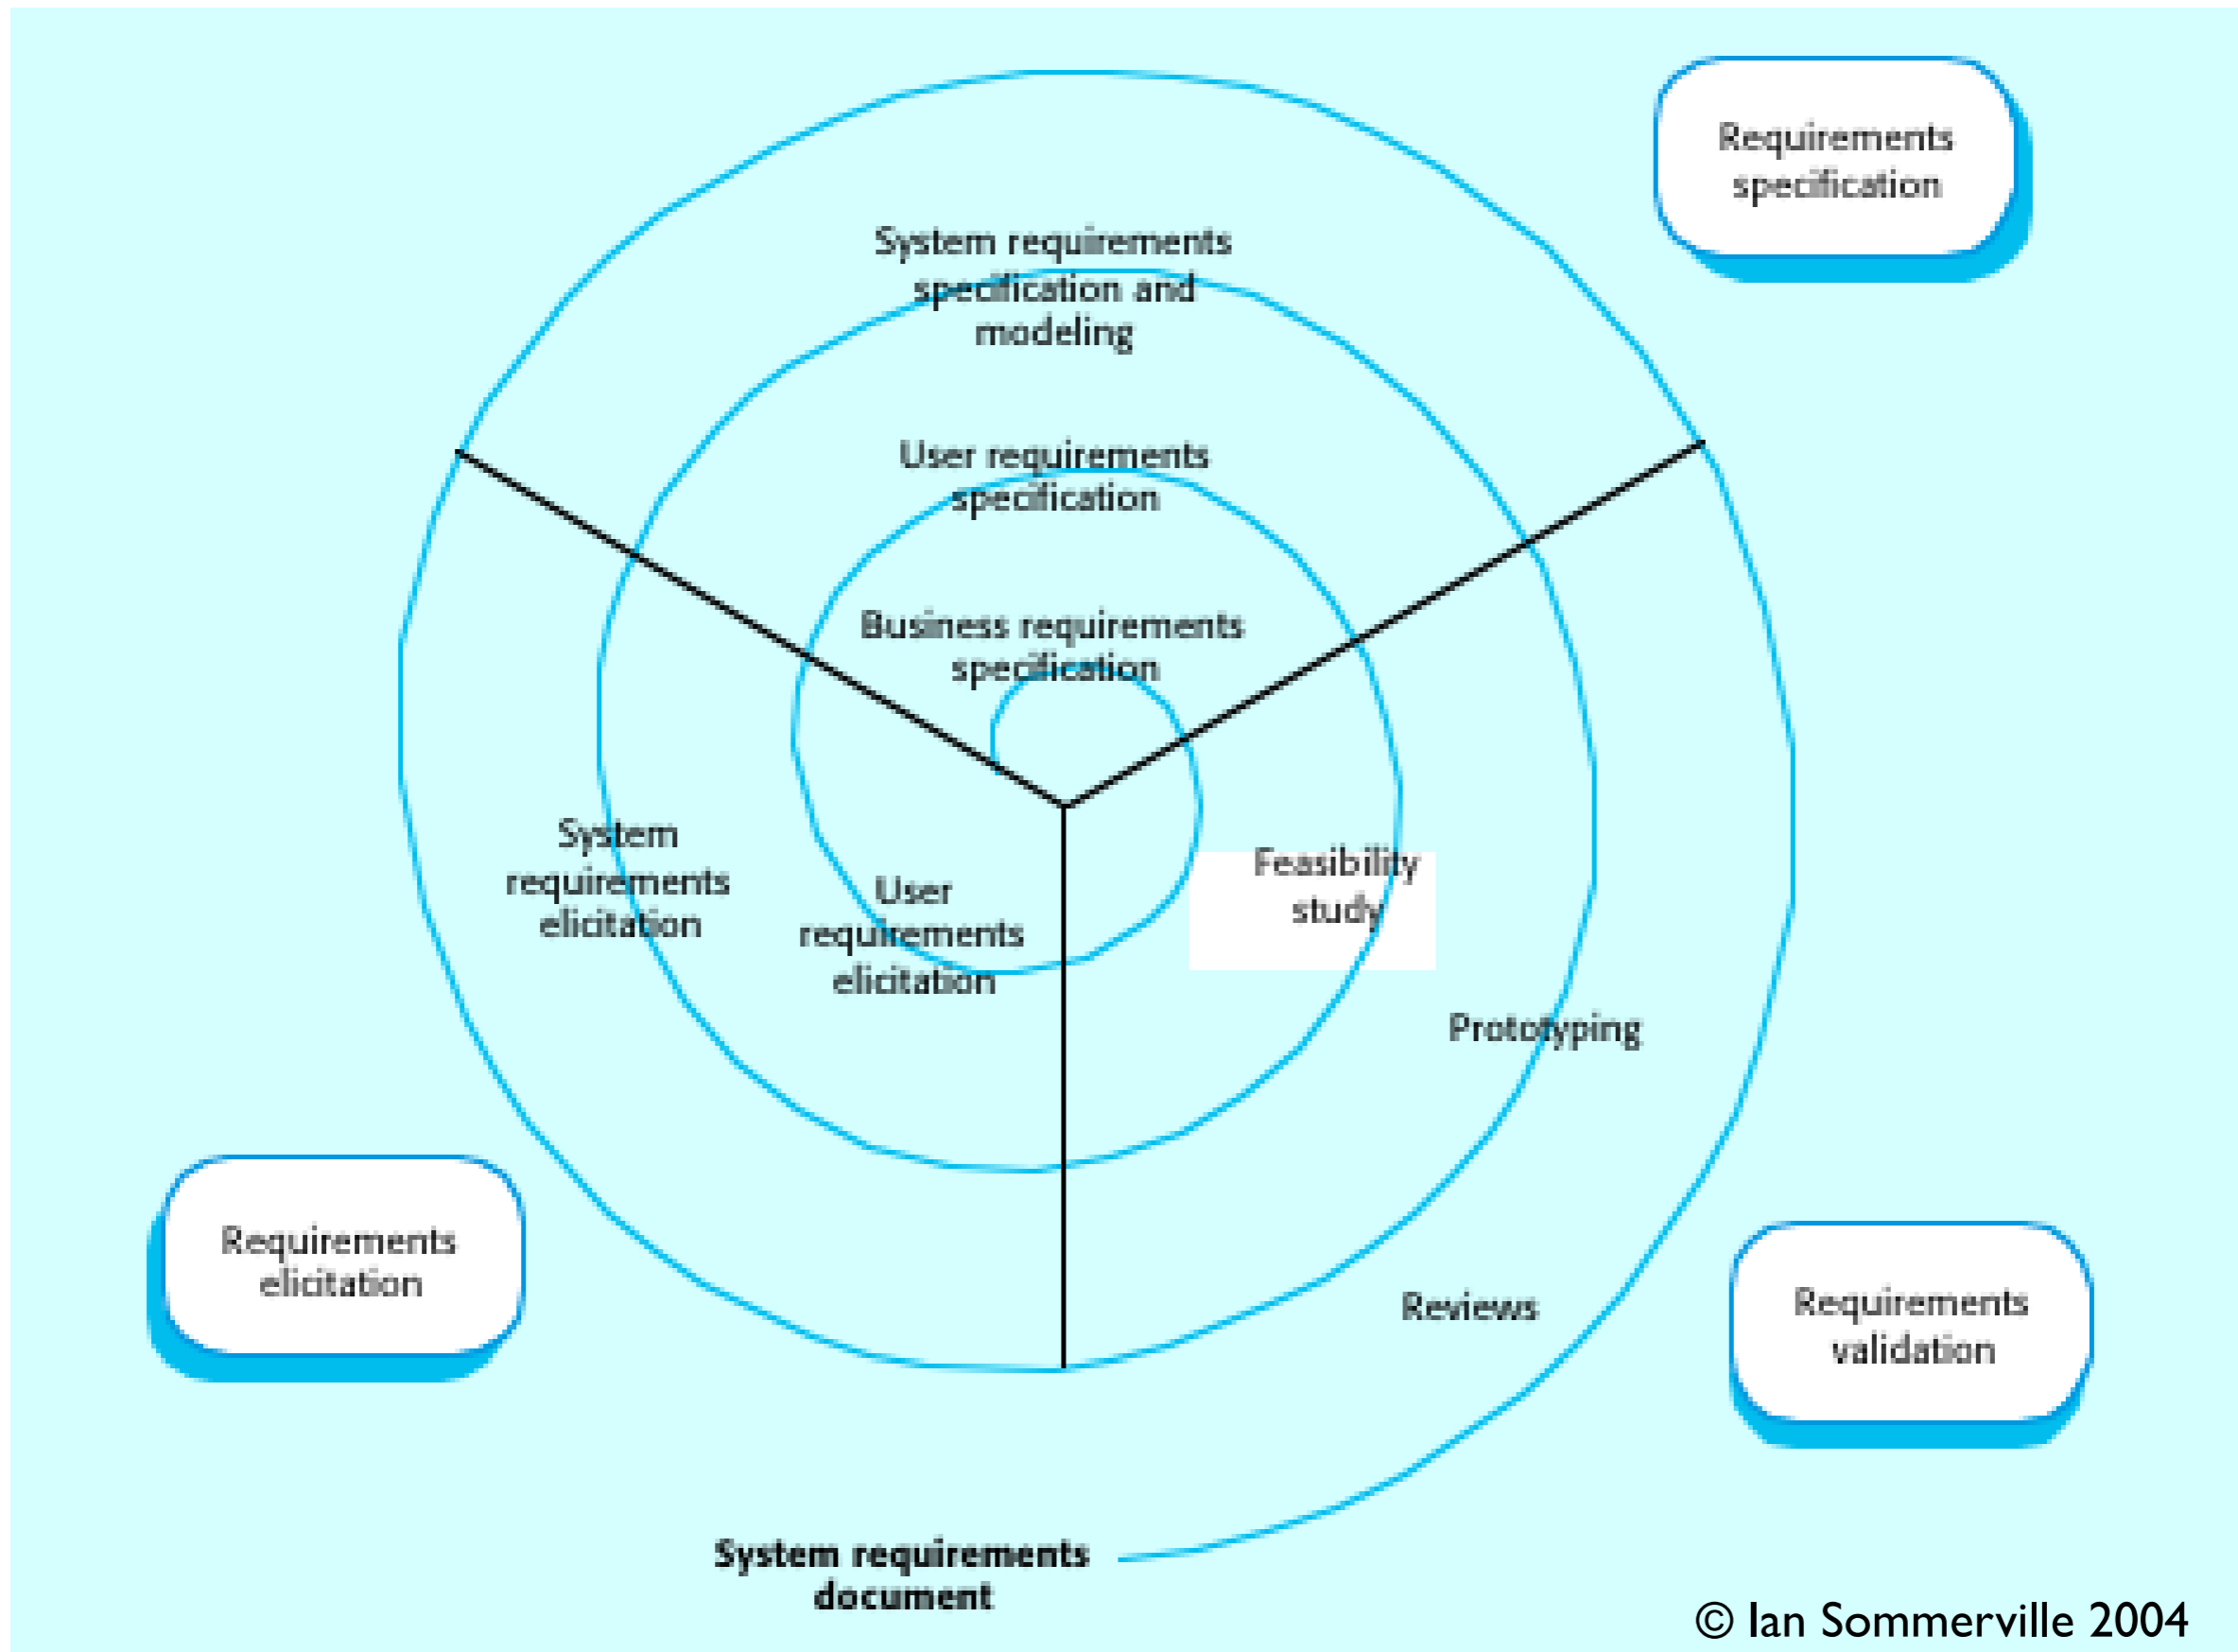 Requirements
specification
System requirements
specification and
modeling
User requirements
specification
Business requirements
specification
System
requirements
elicitation
User
requirements
elicitation
Feasibility
study
Prototyping
Reviews
Requirements
elicitation
Requirements
validation
System requirements
document
© Ian Sommerville 2004